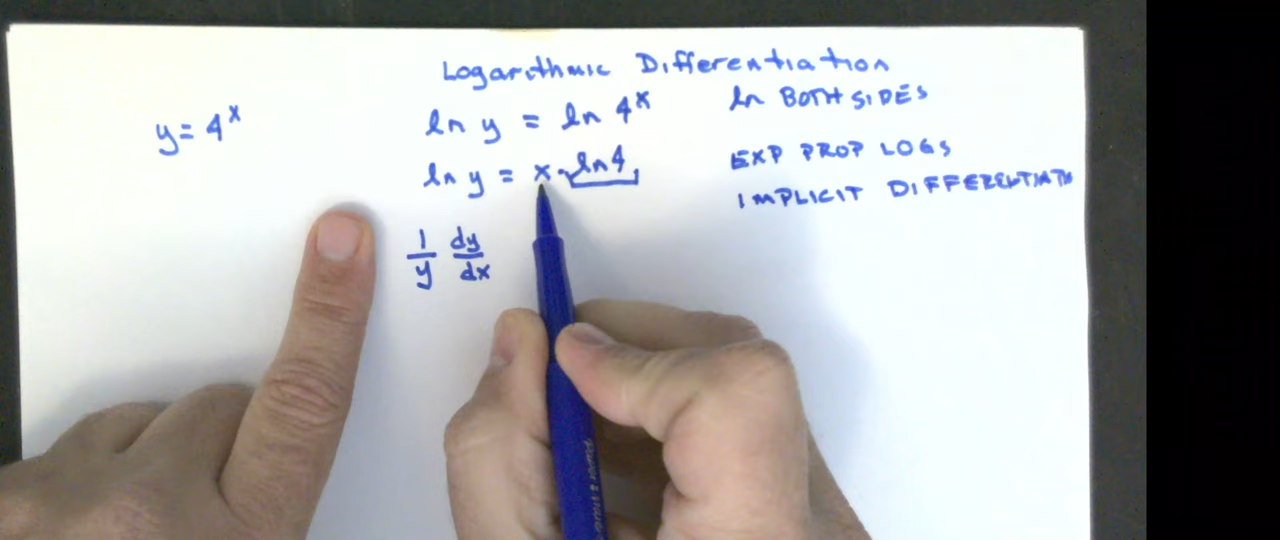 Logarithmic Differentiation
y = 4^x
ln y = ln 4^x
ln BOTH SIDES
ln y = x · ln 4
EXP PROP LOGS
IMPLICIT DIFFERENTIATION
1/y dy/dx